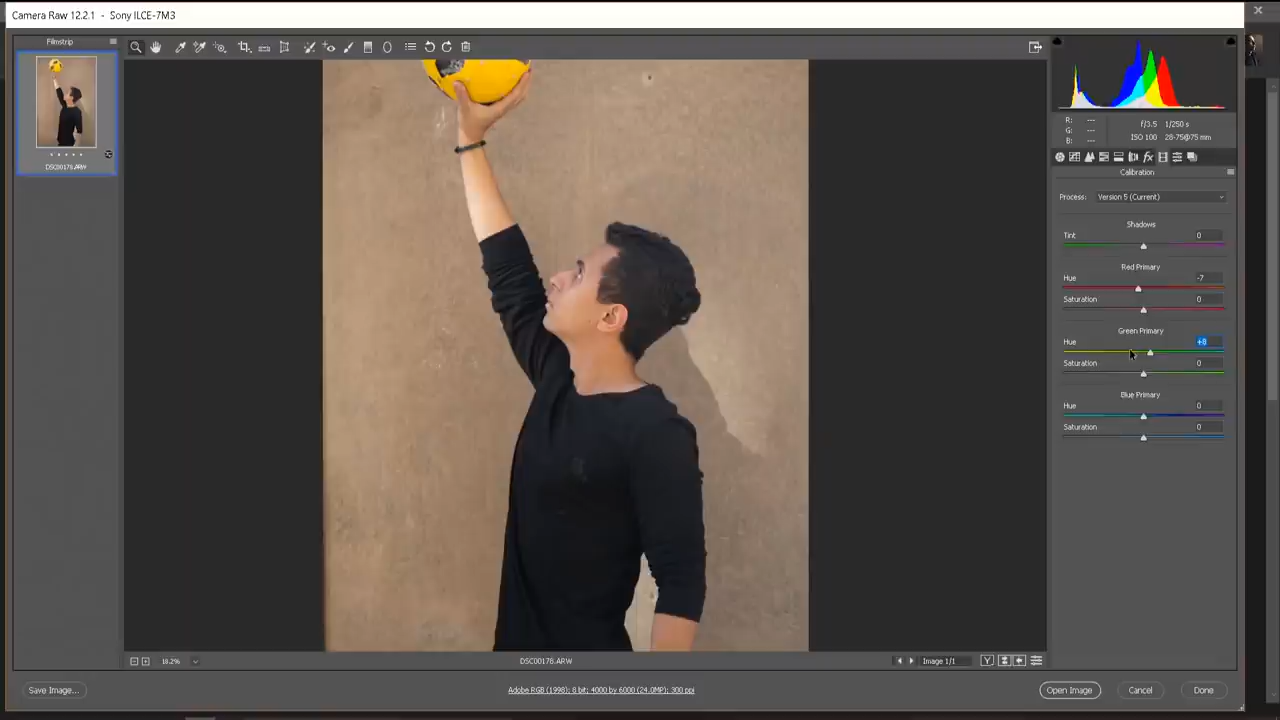 Camera Raw 12.2.1 - Sony ILCE-7M3
Filmstrip
DSC00176.ARW
R: ---
G: ---
B: ---
f/3.5 1/250 s
ISO 100 28-75@75 mm
Calibration
Process: Version 5 (Current)
Shadows
Tint 0
Red Primary
Hue -7
Saturation 0
Green Primary
Hue +8
Saturation 0
Blue Primary
Hue 0
Saturation 0
18.2%
DSC00176.ARW
Image 1/1
Y
Save Image...
Adobe RGB (1998); 8 bit; 4000 by 6000 (24.0MP); 300 ppi
Open Image
Cancel
Done